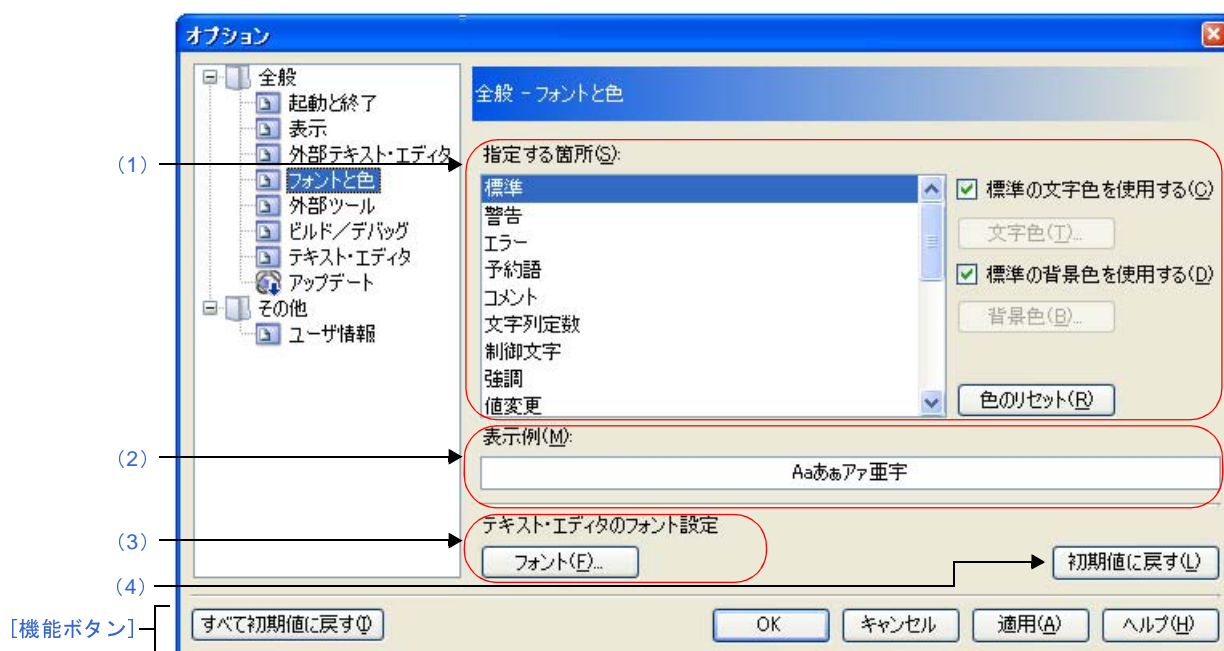 オプション
全般
起動と終了
表示
外部テキスト・エディタ
フォントと色
外部ツール
ビルド／デバッグ
テキスト・エディタ
アップデート
その他
ユーザ情報
全般 － フォントと色
(1)
指定する箇所(S):
標準
警告
エラー
予約語
コメント
文字列定数
制御文字
強調
値変更
標準の文字色を使用する(C)
文字色(T)...
標準の背景色を使用する(D)
背景色(B)...
色のリセット(R)
(2)
表示例(M):
Aaあぁアァ亜宇
(3)
テキスト・エディタのフォント設定
フォント(F)...
(4)
初期値に戻す(L)
[機能ボタン]
すべて初期値に戻す(I)
OK
キャンセル
適用(A)
ヘルプ(H)